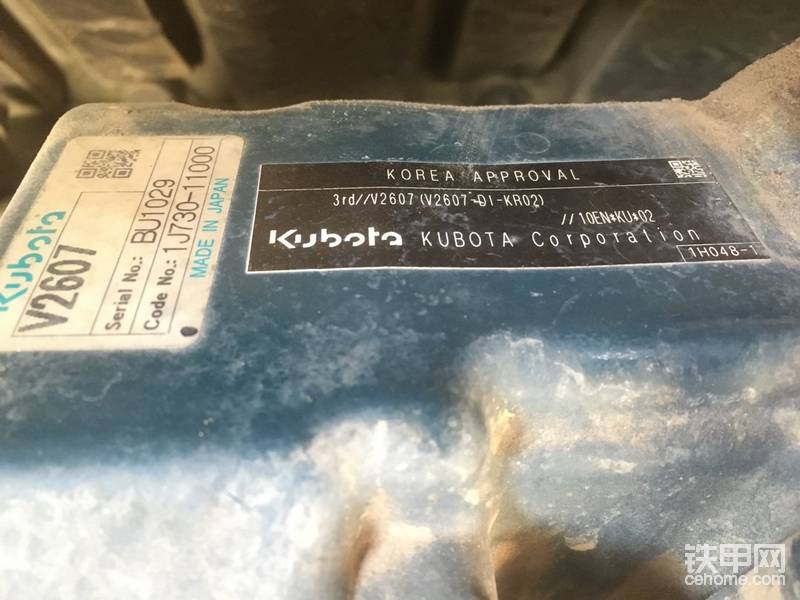 Kubota
V2607
Serial No.: BU1029
Code No.: 1J730-11000
MADE IN JAPAN
KOREA APPROVAL
3rd//V2607(V2607-DI-KR02)
//10EN*KU*02
Kubota KUBOTA Corporation
1H048-1
铁甲网
cehome.com